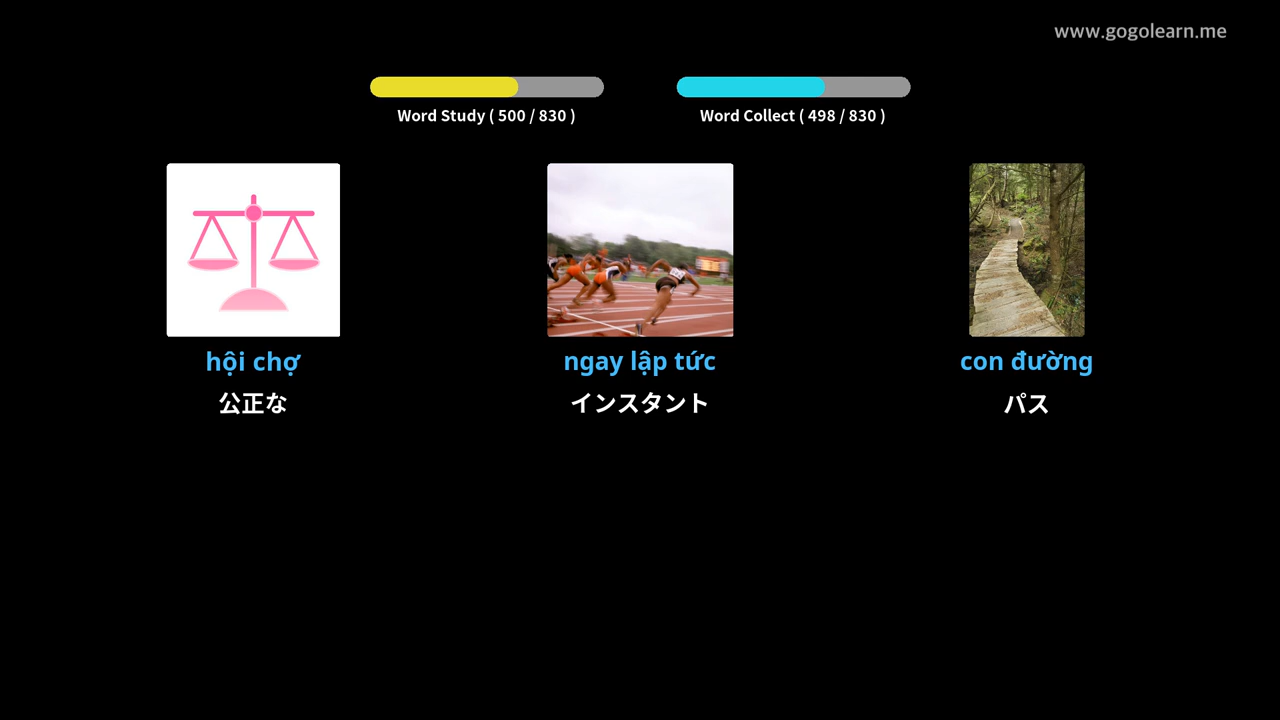 www.gogolearn.me
Word Study ( 500 / 830 )
Word Collect ( 498 / 830 )
hội chợ
公正な
ngay lập tức
インスタント
con đường
パス